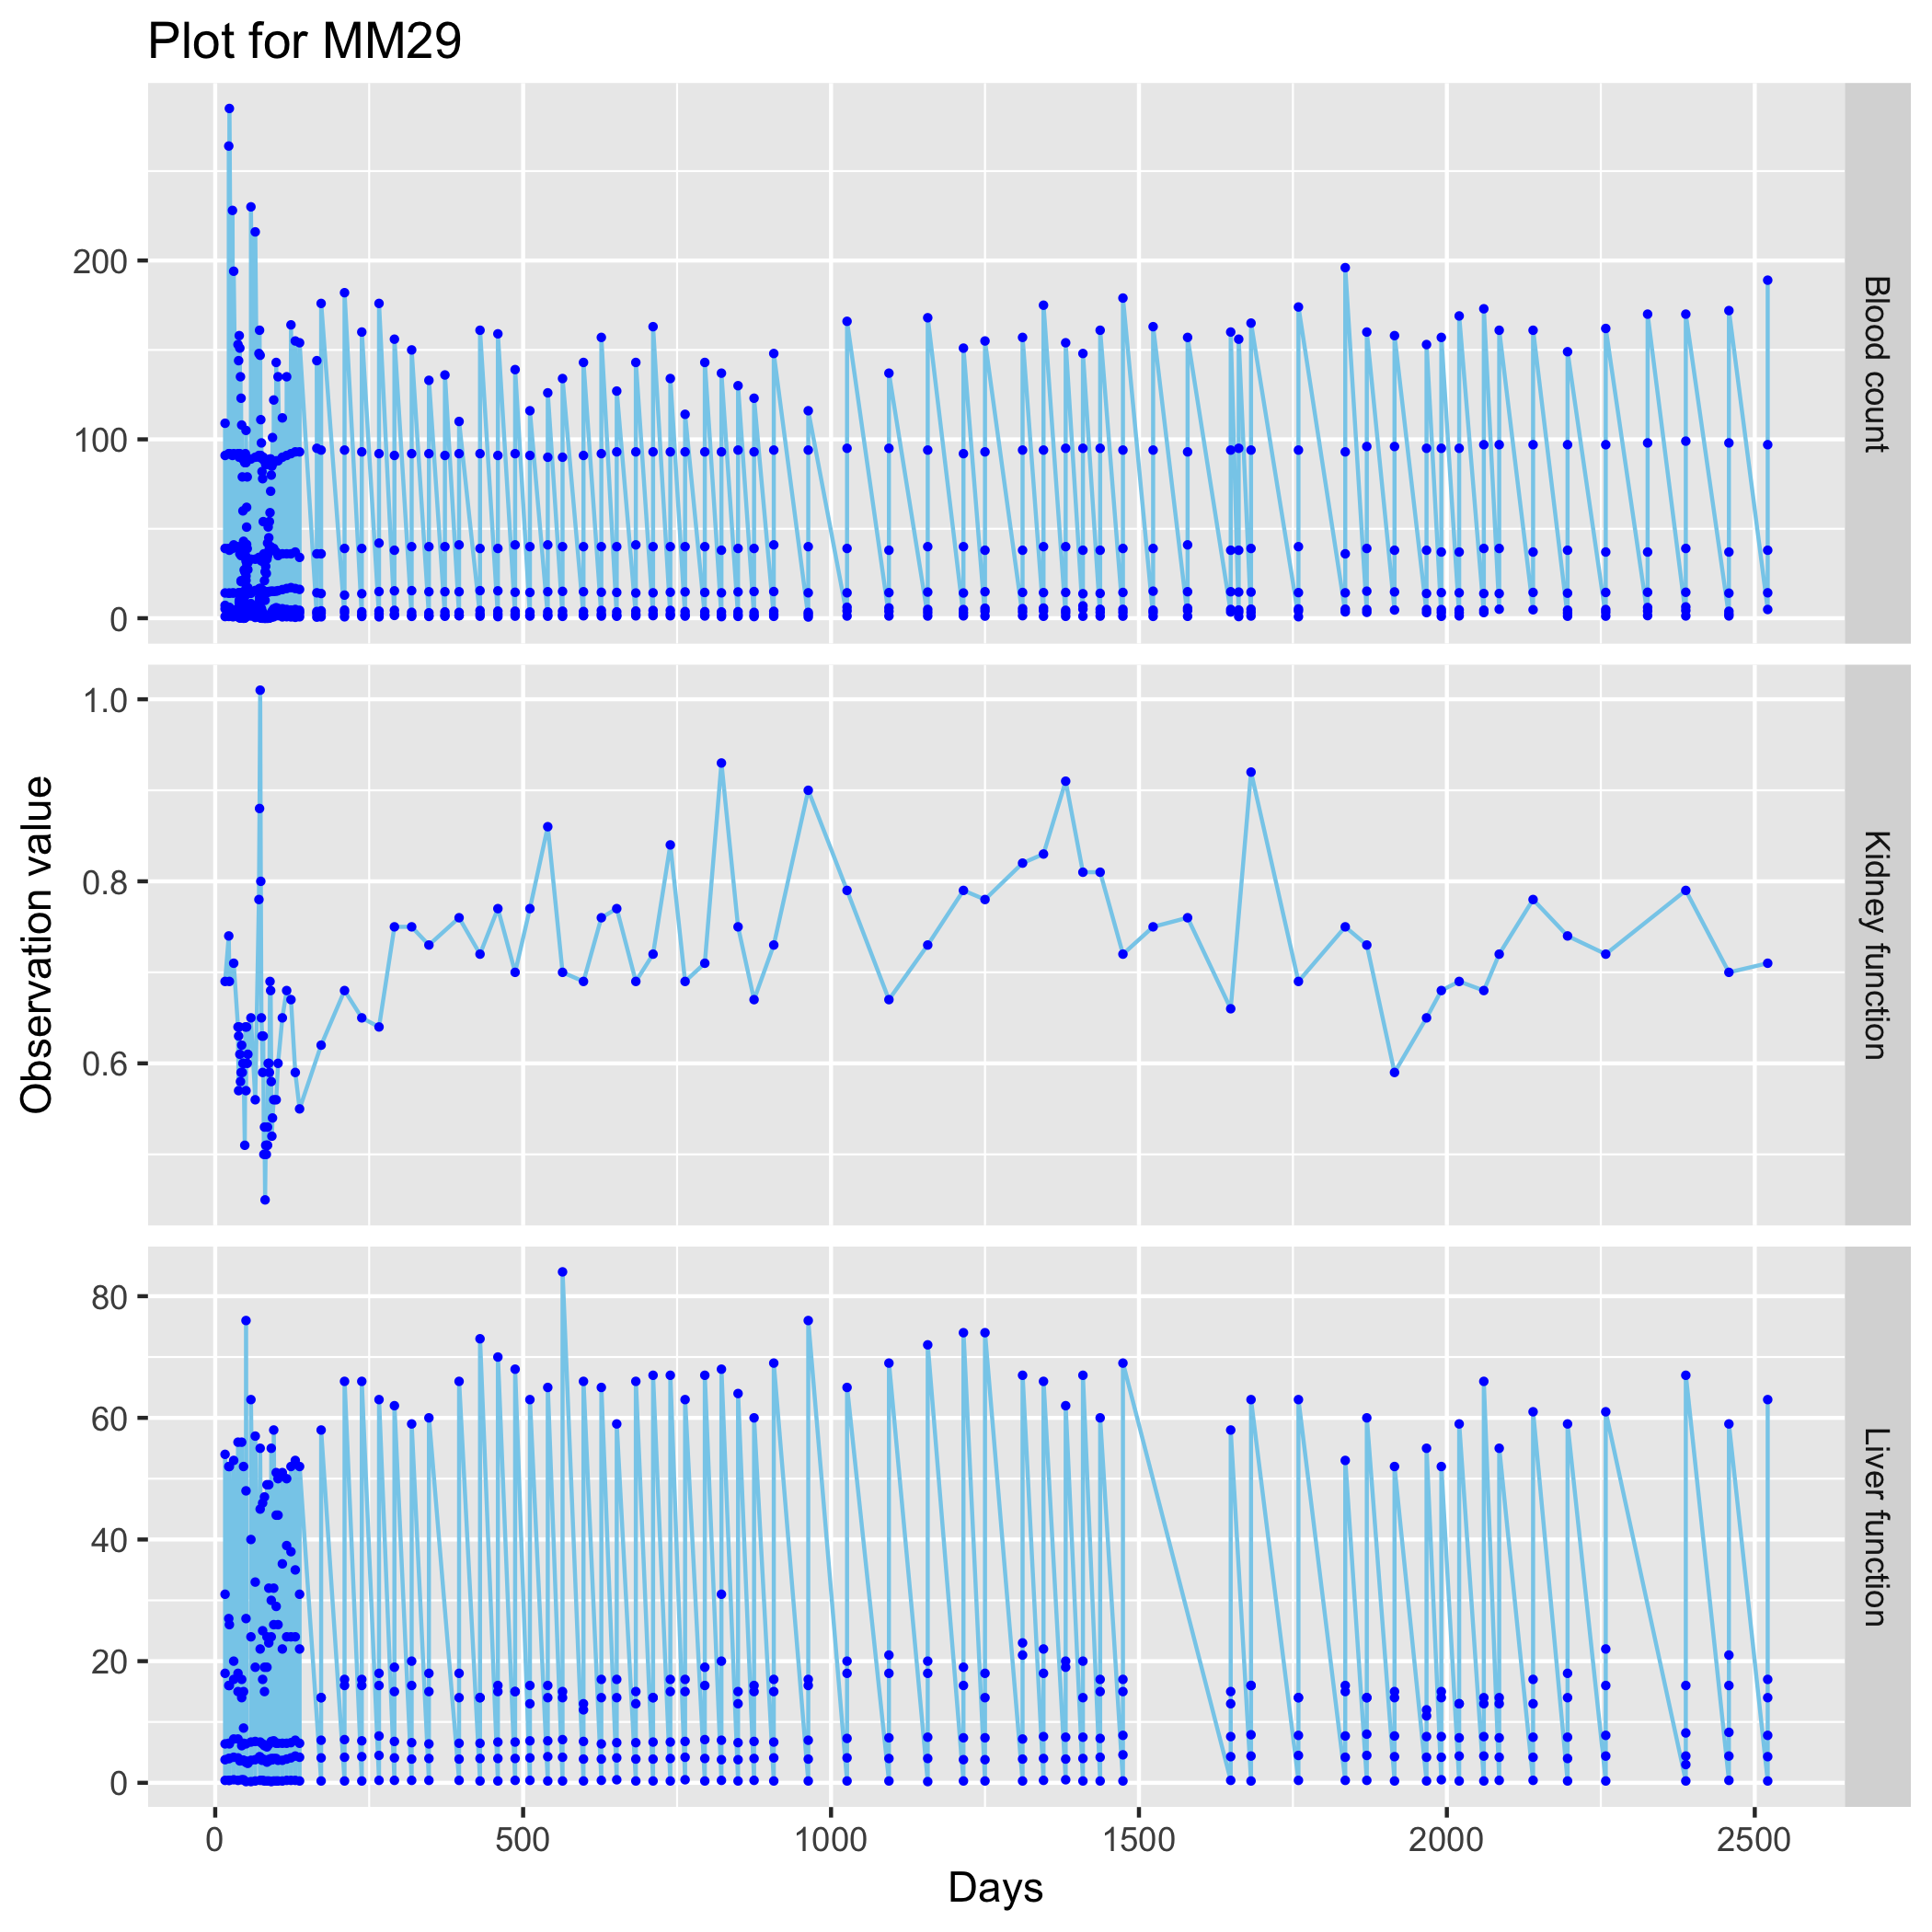 Plot for MM29
200
100
0
Blood count
1.0
0.8
0.6
Kidney function
Observation value
80
60
40
20
0
Liver function
0 500 1000 1500 2000 2500
Days